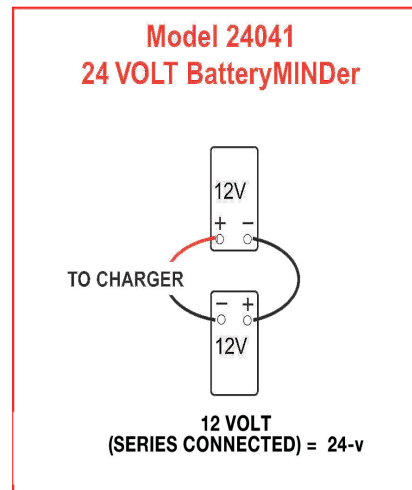 Model 24041
24 VOLT BatteryMINDer
12V
+ −
TO CHARGER
− +
12V
12 VOLT
(SERIES CONNECTED) = 24-v